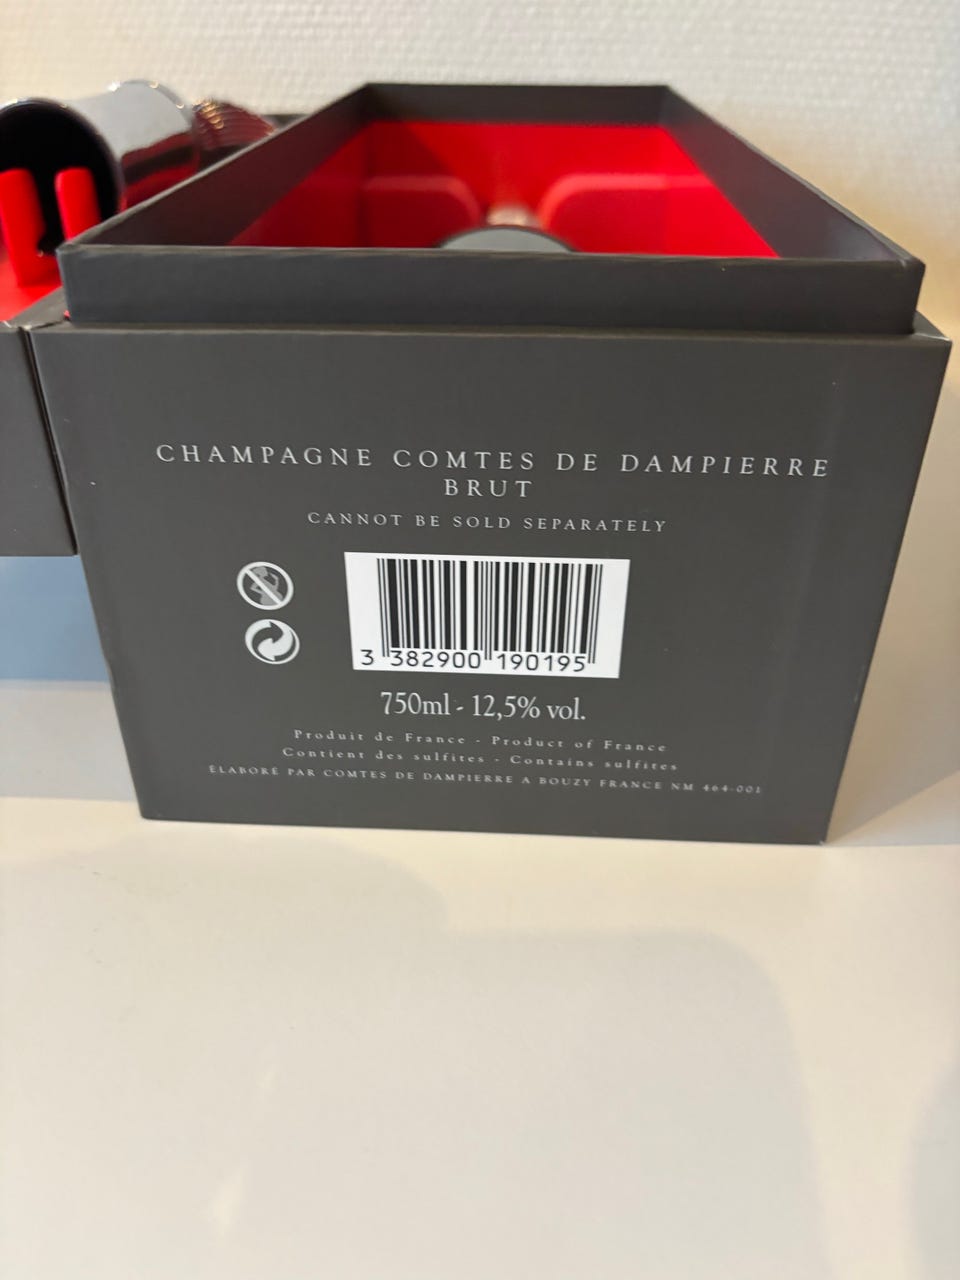 CHAMPAGNE COMTES DE DAMPIERRE
BRUT
CANNOT BE SOLD SEPARATELY
3 382900 190195
750ml - 12,5% vol.
Produit de France - Product of France
Contient des sulfites - Contains sulfites
ÉLABORÉ PAR COMTES DE DAMPIERRE A BOUZY FRANCE NM 464-001